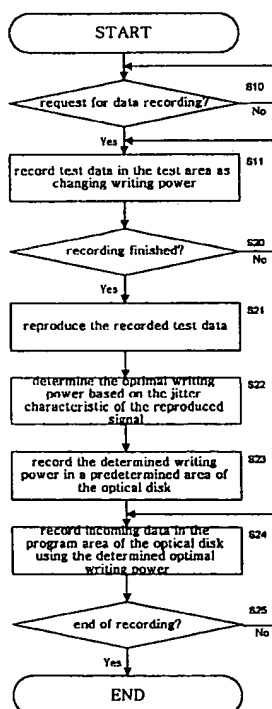 START
request for data recording?
S10
No
Yes
S11
record test data in the test area as
changing writing power
recording finished?
S20
No
Yes
S21
reproduce the recorded test data
determine the optimal writing
power based on the jitter
characteristic of the reproduced
signal
S22
record the determined writing
power in a predetermined area of
the optical disk
S23
record incoming data in the
program area of the optical disk
using the determined optimal
writing power
S24
end of recording?
S25
No
Yes
END